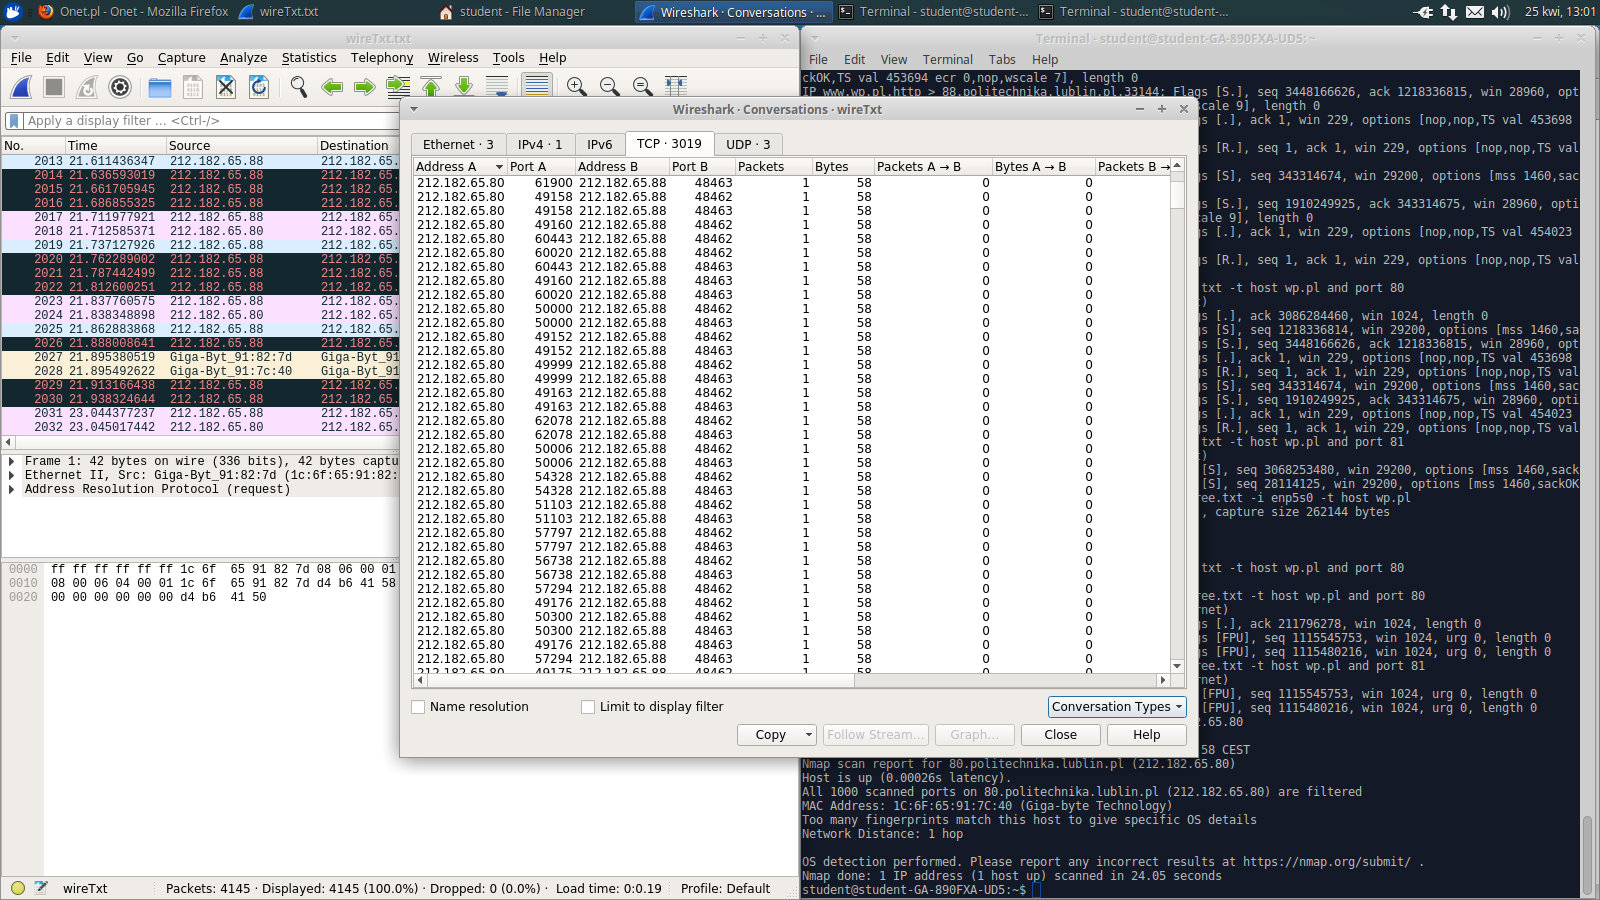 Onet.pl - Onet - Mozilla Firefox
wireTxt.txt
student - File Manager
Wireshark · Conversations · ...
Terminal - student@student-...
Terminal - student@student-...
25 kwi, 13:01
wireTxt.txt
File Edit View Go Capture Analyze Statistics Telephony Wireless Tools Help
Apply a display filter ... <Ctrl-/>
No. Time Source Destination
2013 21.611436347 212.182.65.88 212.182.65.
2014 21.636593019 212.182.65.88 212.182.65.
2015 21.661705945 212.182.65.88 212.182.65.
2016 21.686855325 212.182.65.88 212.182.65.
2017 21.711977921 212.182.65.88 212.182.65.
2018 21.712585371 212.182.65.80 212.182.65.
2019 21.737127926 212.182.65.88 212.182.65.
2020 21.762289002 212.182.65.88 212.182.65.
2021 21.787442499 212.182.65.88 212.182.65.
2022 21.812600251 212.182.65.88 212.182.65.
2023 21.837760575 212.182.65.88 212.182.65.
2024 21.838348898 212.182.65.80 212.182.65.
2025 21.862883868 212.182.65.88 212.182.65.
2026 21.888008641 212.182.65.88 212.182.65.
2027 21.895380519 Giga-Byt_91:82:7d Giga-Byt_91
2028 21.895492622 Giga-Byt_91:7c:40 Giga-Byt_91
2029 21.913166438 212.182.65.88 212.182.65.
2030 21.938324644 212.182.65.88 212.182.65.
2031 23.044377237 212.182.65.88 212.182.65.
2032 23.045017442 212.182.65.80 212.182.65.
Frame 1: 42 bytes on wire (336 bits), 42 bytes captu
Ethernet II, Src: Giga-Byt_91:82:7d (1c:6f:65:91:82:
Address Resolution Protocol (request)
0000 ff ff ff ff ff ff 1c 6f 65 91 82 7d 08 06 00 01
0010 08 00 06 04 00 01 1c 6f 65 91 82 7d d4 b6 41 58
0020 00 00 00 00 00 00 d4 b6 41 50
wireTxt
Packets: 4145 · Displayed: 4145 (100.0%) · Dropped: 0 (0.0%) · Load time: 0:0.19
Profile: Default
Wireshark · Conversations · wireTxt
Ethernet · 3 IPv4 · 1 IPv6 TCP · 3019 UDP · 3
Address A Port A Address B Port B Packets Bytes Packets A → B Bytes A → B Packets B →
212.182.65.80 61900 212.182.65.88 48463 1 58 0 0
212.182.65.80 49158 212.182.65.88 48462 1 58 0 0
212.182.65.80 49158 212.182.65.88 48463 1 58 0 0
212.182.65.80 49160 212.182.65.88 48462 1 58 0 0
212.182.65.80 60443 212.182.65.88 48462 1 58 0 0
212.182.65.80 60020 212.182.65.88 48462 1 58 0 0
212.182.65.80 60443 212.182.65.88 48463 1 58 0 0
212.182.65.80 49160 212.182.65.88 48463 1 58 0 0
212.182.65.80 60020 212.182.65.88 48463 1 58 0 0
212.182.65.80 50000 212.182.65.88 48462 1 58 0 0
212.182.65.80 50000 212.182.65.88 48463 1 58 0 0
212.182.65.80 49152 212.182.65.88 48462 1 58 0 0
212.182.65.80 49152 212.182.65.88 48463 1 58 0 0
212.182.65.80 49999 212.182.65.88 48462 1 58 0 0
212.182.65.80 49999 212.182.65.88 48463 1 58 0 0
212.182.65.80 49163 212.182.65.88 48462 1 58 0 0
212.182.65.80 49163 212.182.65.88 48463 1 58 0 0
212.182.65.80 62078 212.182.65.88 48462 1 58 0 0
212.182.65.80 62078 212.182.65.88 48463 1 58 0 0
212.182.65.80 50006 212.182.65.88 48462 1 58 0 0
212.182.65.80 50006 212.182.65.88 48463 1 58 0 0
212.182.65.80 54328 212.182.65.88 48462 1 58 0 0
212.182.65.80 54328 212.182.65.88 48463 1 58 0 0
212.182.65.80 51103 212.182.65.88 48462 1 58 0 0
212.182.65.80 51103 212.182.65.88 48463 1 58 0 0
212.182.65.80 57797 212.182.65.88 48462 1 58 0 0
212.182.65.80 57797 212.182.65.88 48463 1 58 0 0
212.182.65.80 56738 212.182.65.88 48462 1 58 0 0
212.182.65.80 56738 212.182.65.88 48463 1 58 0 0
212.182.65.80 57294 212.182.65.88 48462 1 58 0 0
212.182.65.80 49176 212.182.65.88 48463 1 58 0 0
212.182.65.80 50300 212.182.65.88 48462 1 58 0 0
212.182.65.80 50300 212.182.65.88 48463 1 58 0 0
212.182.65.80 49176 212.182.65.88 48462 1 58 0 0
212.182.65.80 57294 212.182.65.88 48463 1 58 0 0
212.182.65.80 49175 212.182.65.88 48462 1 58 0 0
Name resolution
Limit to display filter
Conversation Types
Copy Follow Stream... Graph... Close Help
Terminal - student@student-GA-890FXA-UD5: ~
File Edit View Terminal Tabs Help
ckOK,TS val 453694 ecr 0,nop,wscale 7], length 0
IP www.wp.pl.http > 88.politechnika.lublin.pl.33144: Flags [S.], seq 3448166626, ack 1218336815, win 28960, opt
scale 9], length 0
gs [.], ack 1, win 229, options [nop,nop,TS val 453698
gs [R.], seq 1, ack 1, win 229, options [nop,nop,TS val
gs [S], seq 343314674, win 29200, options [mss 1460,sac
gs [S.], seq 1910249925, ack 343314675, win 28960, opti
cale 9], length 0
gs [.], ack 1, win 229, options [nop,nop,TS val 454023
gs [R.], seq 1, ack 1, win 229, options [nop,nop,TS val
txt -t host wp.pl and port 80
)
gs [.], ack 3086284460, win 1024, length 0
gs [S], seq 1218336814, win 29200, options [mss 1460,sa
gs [S.], seq 3448166626, ack 1218336815, win 28960, opt
gs [.], ack 1, win 229, options [nop,nop,TS val 453698
gs [R.], seq 1, ack 1, win 229, options [nop,nop,TS val
gs [S], seq 343314674, win 29200, options [mss 1460,sac
gs [S.], seq 1910249925, ack 343314675, win 28960, opti
gs [.], ack 1, win 229, options [nop,nop,TS val 454023
gs [R.], seq 1, ack 1, win 229, options [nop,nop,TS val
txt -t host wp.pl and port 81
)
[S], seq 3068253480, win 29200, options [mss 1460,sack
[S], seq 28114125, win 29200, options [mss 1460,sackOK
ree.txt -i enp5s0 -t host wp.pl
, capture size 262144 bytes
txt -t host wp.pl and port 80
ree.txt -t host wp.pl and port 80
rnet)
gs [.], ack 211796278, win 1024, length 0
gs [FPU], seq 1115545753, win 1024, urg 0, length 0
gs [FPU], seq 1115480216, win 1024, urg 0, length 0
ree.txt -t host wp.pl and port 81
rnet)
gs [FPU], seq 1115545753, win 1024, urg 0, length 0
gs [FPU], seq 1115480216, win 1024, urg 0, length 0
2.65.80
58 CEST
Nmap scan report for 80.politechnika.lublin.pl (212.182.65.80)
Host is up (0.00026s latency).
All 1000 scanned ports on 80.politechnika.lublin.pl (212.182.65.80) are filtered
MAC Address: 1C:6F:65:91:7C:40 (Giga-byte Technology)
Too many fingerprints match this host to give specific OS details
Network Distance: 1 hop
OS detection performed. Please report any incorrect results at https://nmap.org/submit/ .
Nmap done: 1 IP address (1 host up) scanned in 24.05 seconds
student@student-GA-890FXA-UD5:~$